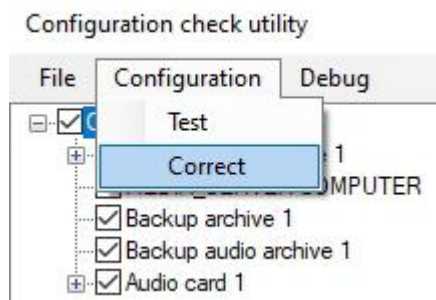 Configuration check utility
File Configuration Debug
Test
Correct
1
COMPUTER
Backup archive 1
Backup audio archive 1
Audio card 1